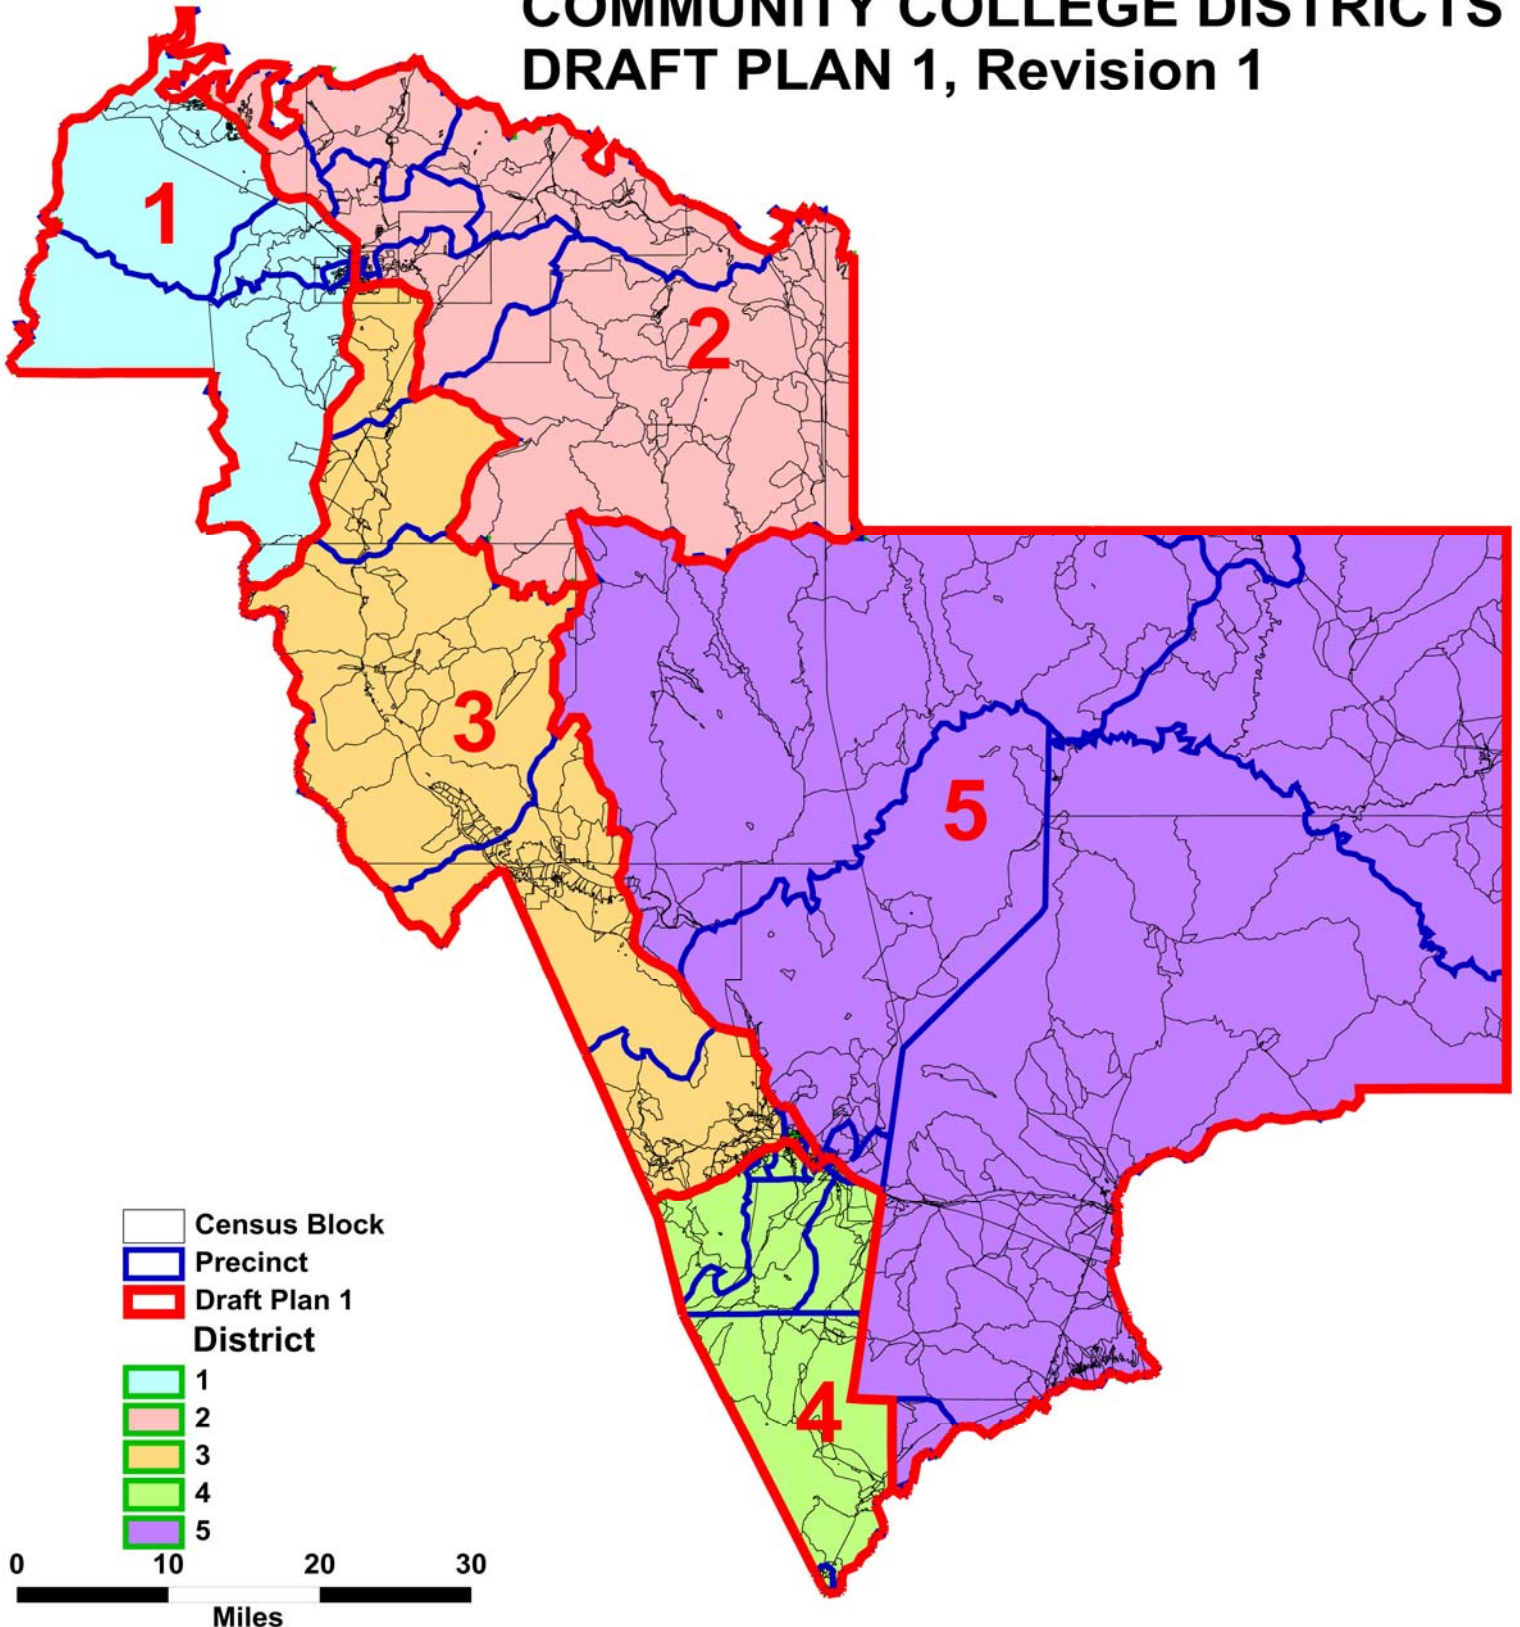 COMMUNITY COLLEGE DISTRICTS
DRAFT PLAN 1, Revision 1
1
2
3
5
4
Census Block
Precinct
Draft Plan 1
District
1
2
3
4
5
0 10 20 30
Miles